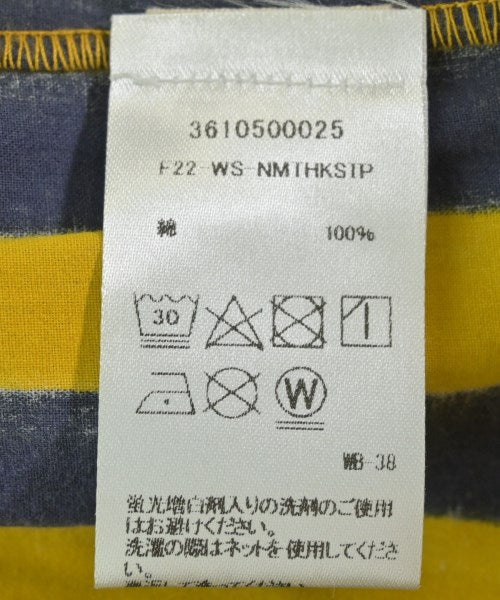 3610500025
F22-WS-NMTHKSTP
綿 100%
30
W
WB-38
蛍光増白剤入りの洗剤のご使用
はお避けください。
洗濯の際はネットを使用してくださ
い。